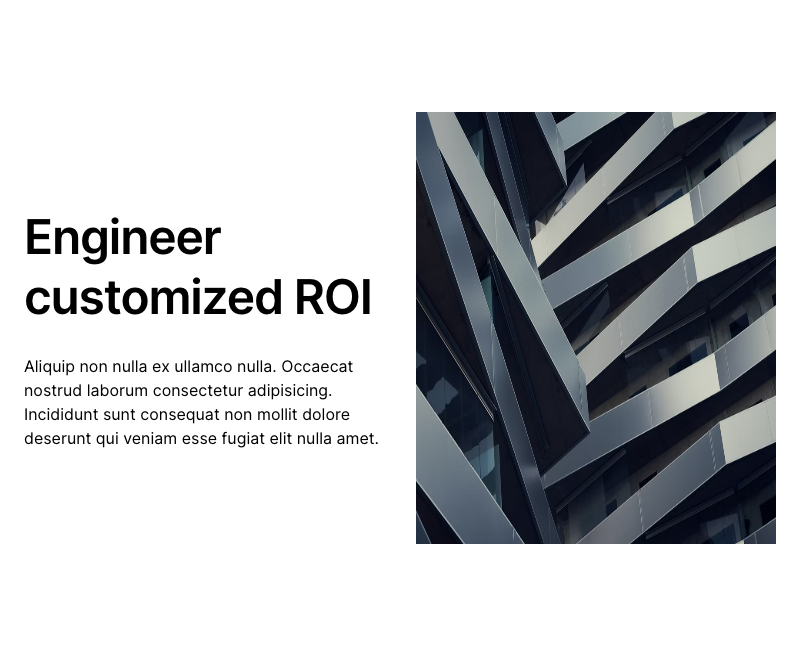 Engineer
customized ROI
Aliquip non nulla ex ullamco nulla. Occaecat
nostrud laborum consectetur adipisicing.
Incididunt sunt consequat non mollit dolore
deserunt qui veniam esse fugiat elit nulla amet.